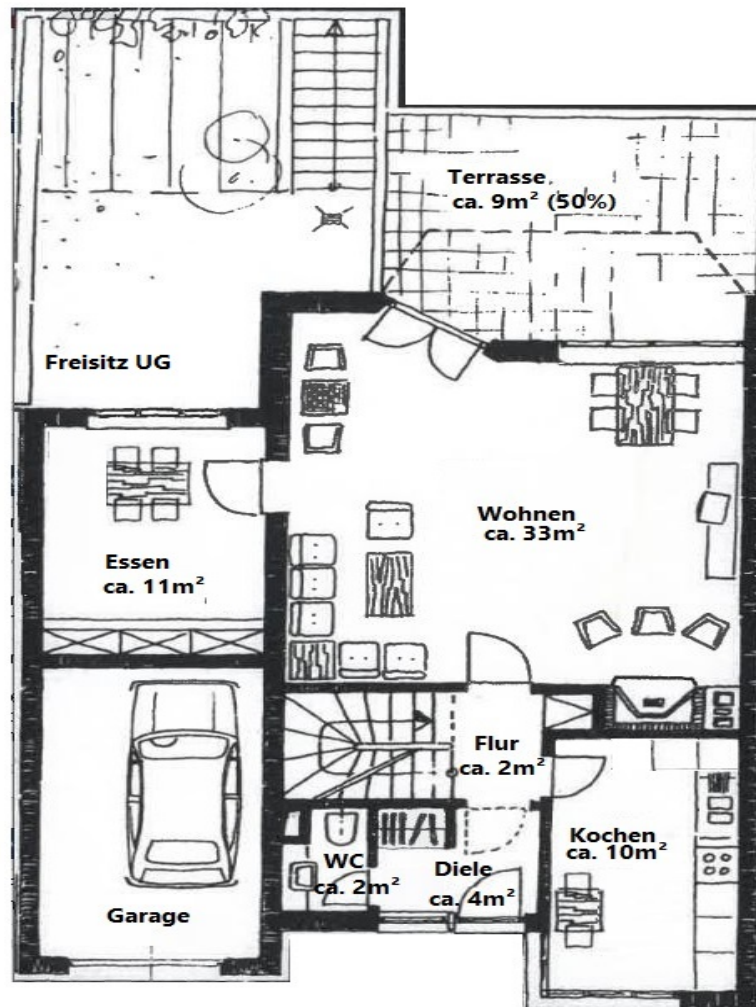 Terrasse
ca. 9m² (50%)
Freisitz UG
Wohnen
ca. 33m²
Essen
ca. 11m²
Flur
ca. 2m²
Kochen
ca. 10m²
WC
ca. 2m²
Diele
ca. 4m²
Garage